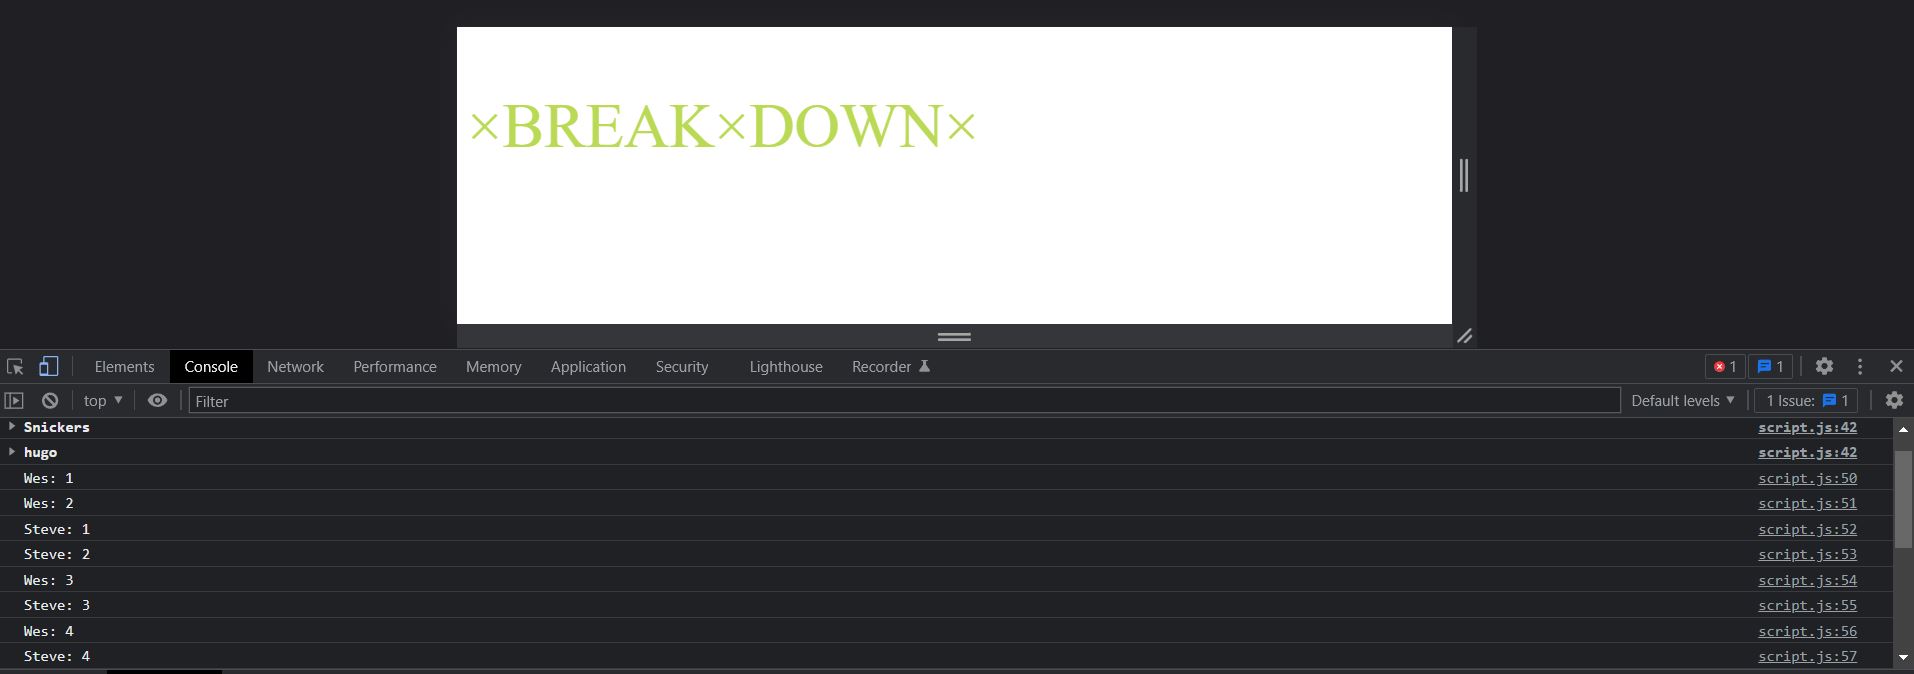 ×BREAK×DOWN×
Elements Console Network Performance Memory Application Security Lighthouse Recorder 1 1
top Filter Default levels 1 Issue: 1
Snickers script.js:42
hugo script.js:42
Wes: 1 script.js:50
Wes: 2 script.js:51
Steve: 1 script.js:52
Steve: 2 script.js:53
Wes: 3 script.js:54
Steve: 3 script.js:55
Wes: 4 script.js:56
Steve: 4 script.js:57